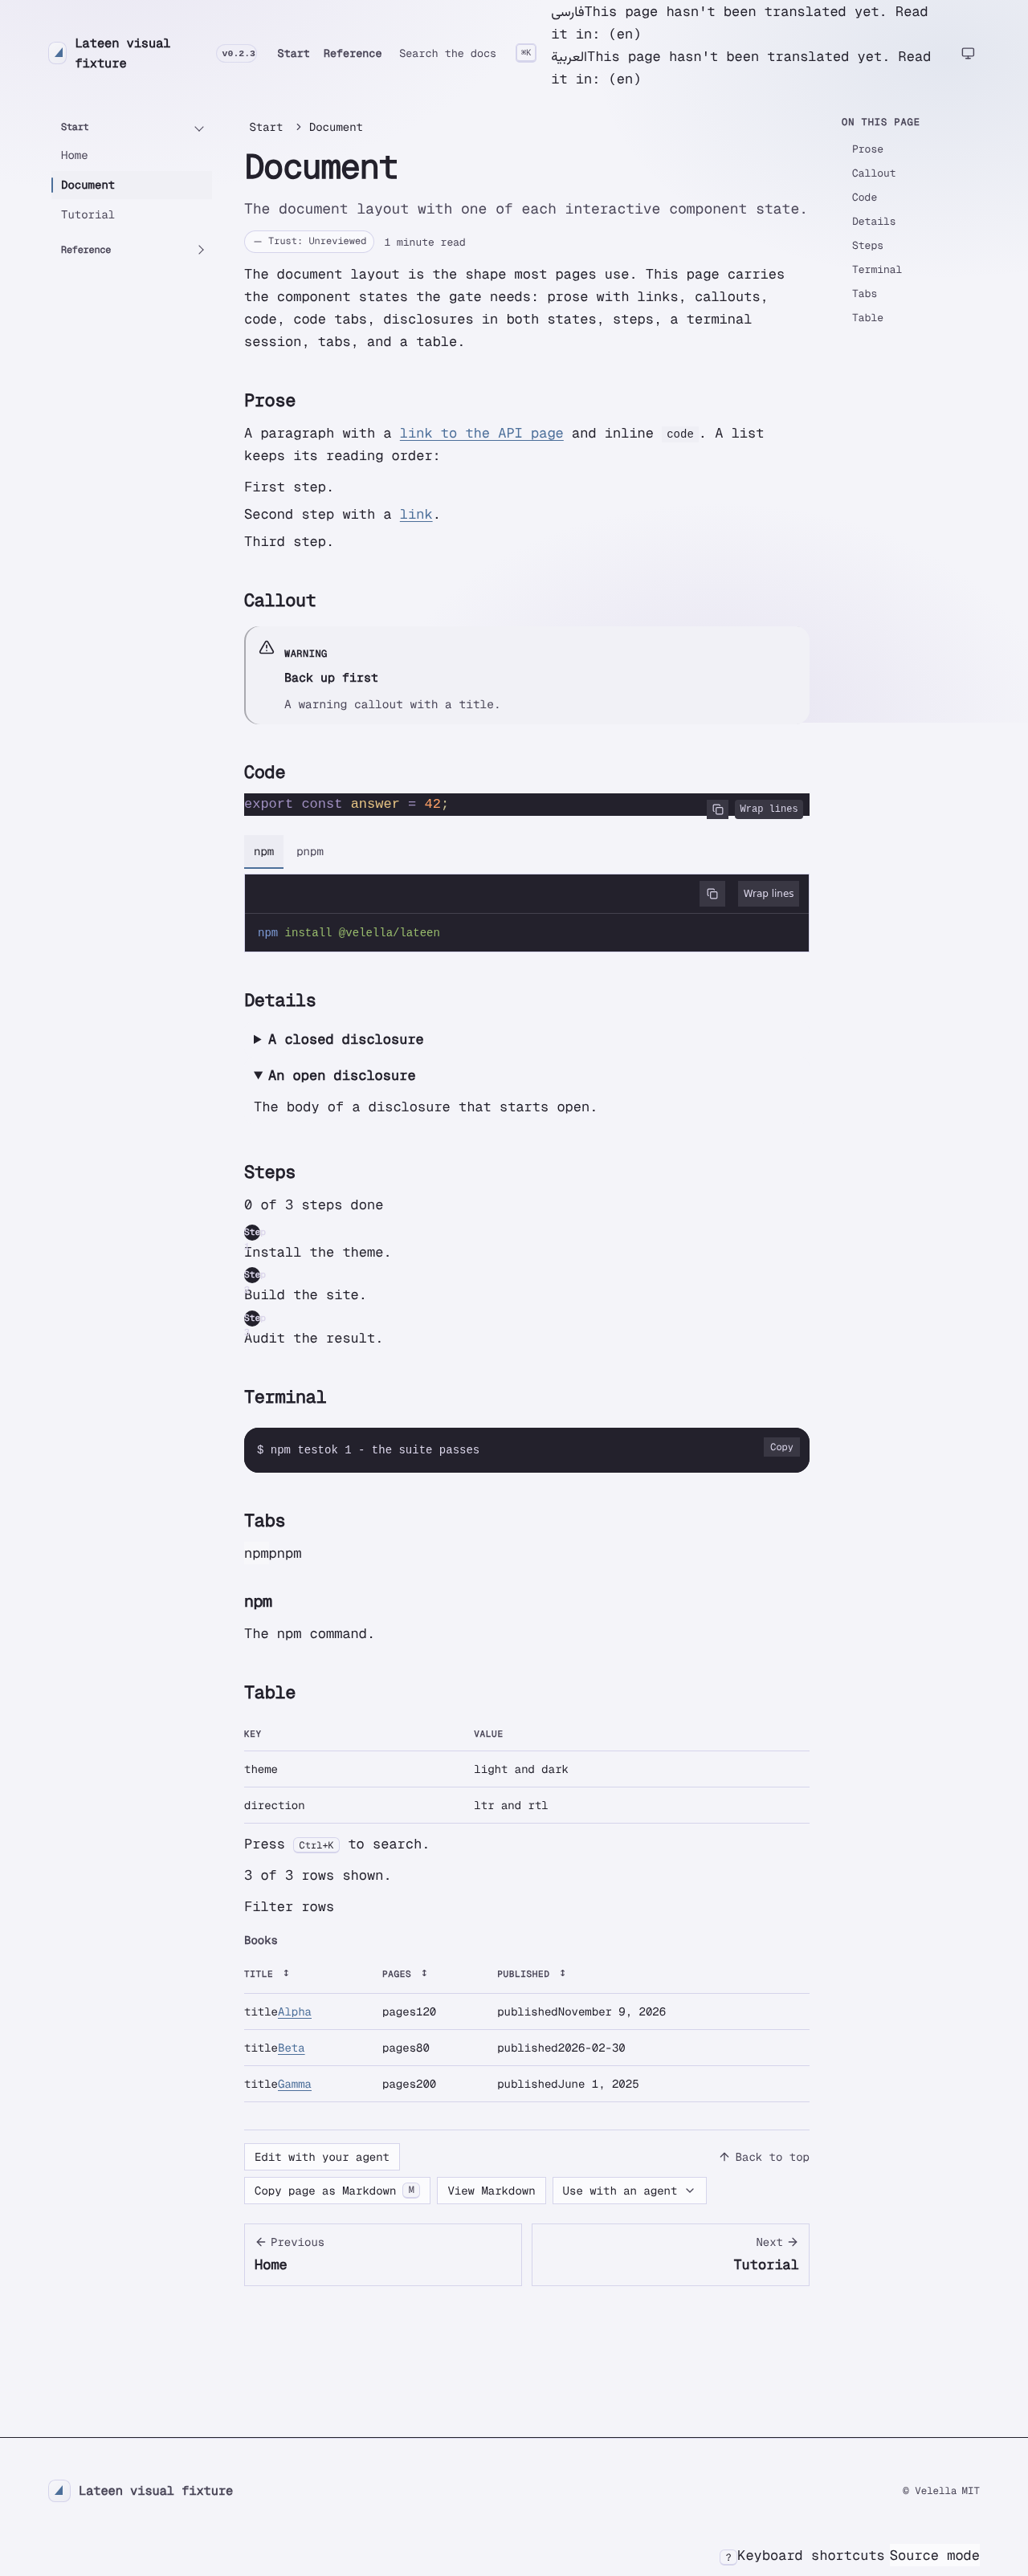 Lateen visual
fixture
v0.2.3
Start
Reference
Search the docs
⌘K
فارسیThis page hasn't been translated yet. Read
it in: (en)
العربيةThis page hasn't been translated yet. Read
it in: (en)
Start
Home
Document
Tutorial
Reference
Start
Document
Document
The document layout with one of each interactive component state.
— Trust: Unreviewed
1 minute read
The document layout is the shape most pages use. This page carries
the component states the gate needs: prose with links, callouts,
code, code tabs, disclosures in both states, steps, a terminal
session, tabs, and a table.
ON THIS PAGE
Prose
Callout
Code
Details
Steps
Terminal
Tabs
Table
Prose
A paragraph with a link to the API page and inline code. A list
keeps its reading order:
First step.
Second step with a link.
Third step.
Callout
WARNING
Back up first
A warning callout with a title.
Code
export const answer = 42;
Wrap lines
npm
pnpm
Wrap lines
npm install @velella/lateen
Details
A closed disclosure
An open disclosure
The body of a disclosure that starts open.
Steps
0 of 3 steps done
Install the theme.
Build the site.
Audit the result.
Terminal
$ npm testok 1 - the suite passes
Copy
Tabs
npmpnpm
npm
The npm command.
Table
KEY VALUE
theme light and dark
direction ltr and rtl
Press Ctrl+K to search.
3 of 3 rows shown.
Filter rows
Books
TITLE ↕ PAGES ↕ PUBLISHED ↕
titleAlpha pages120 publishedNovember 9, 2026
titleBeta pages80 published2026-02-30
titleGamma pages200 publishedJune 1, 2025
Edit with your agent
↑ Back to top
Copy page as Markdown M
View Markdown
Use with an agent
← Previous
Home
Next →
Tutorial
Lateen visual fixture
© Velella MIT
? Keyboard shortcuts Source mode